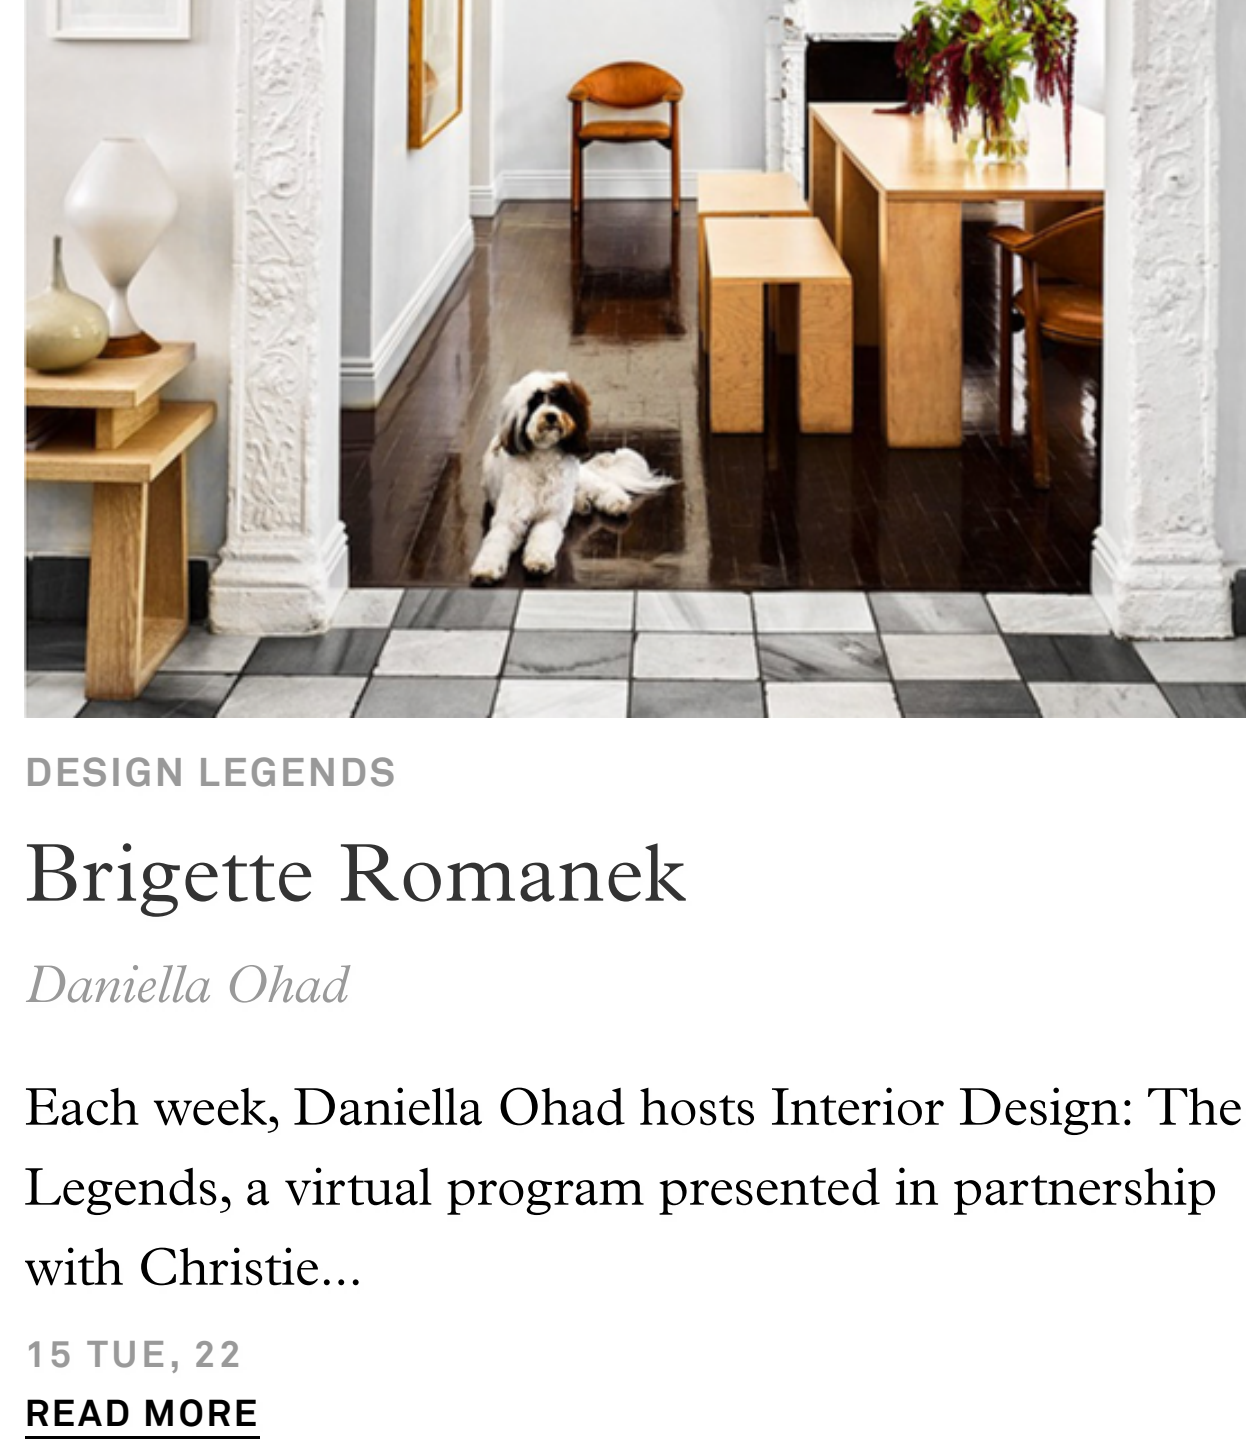 DESIGN LEGENDS
Brigette Romanek
Daniella Ohad
Each week, Daniella Ohad hosts Interior Design: The
Legends, a virtual program presented in partnership
with Christie...
15 TUE, 22
READ MORE